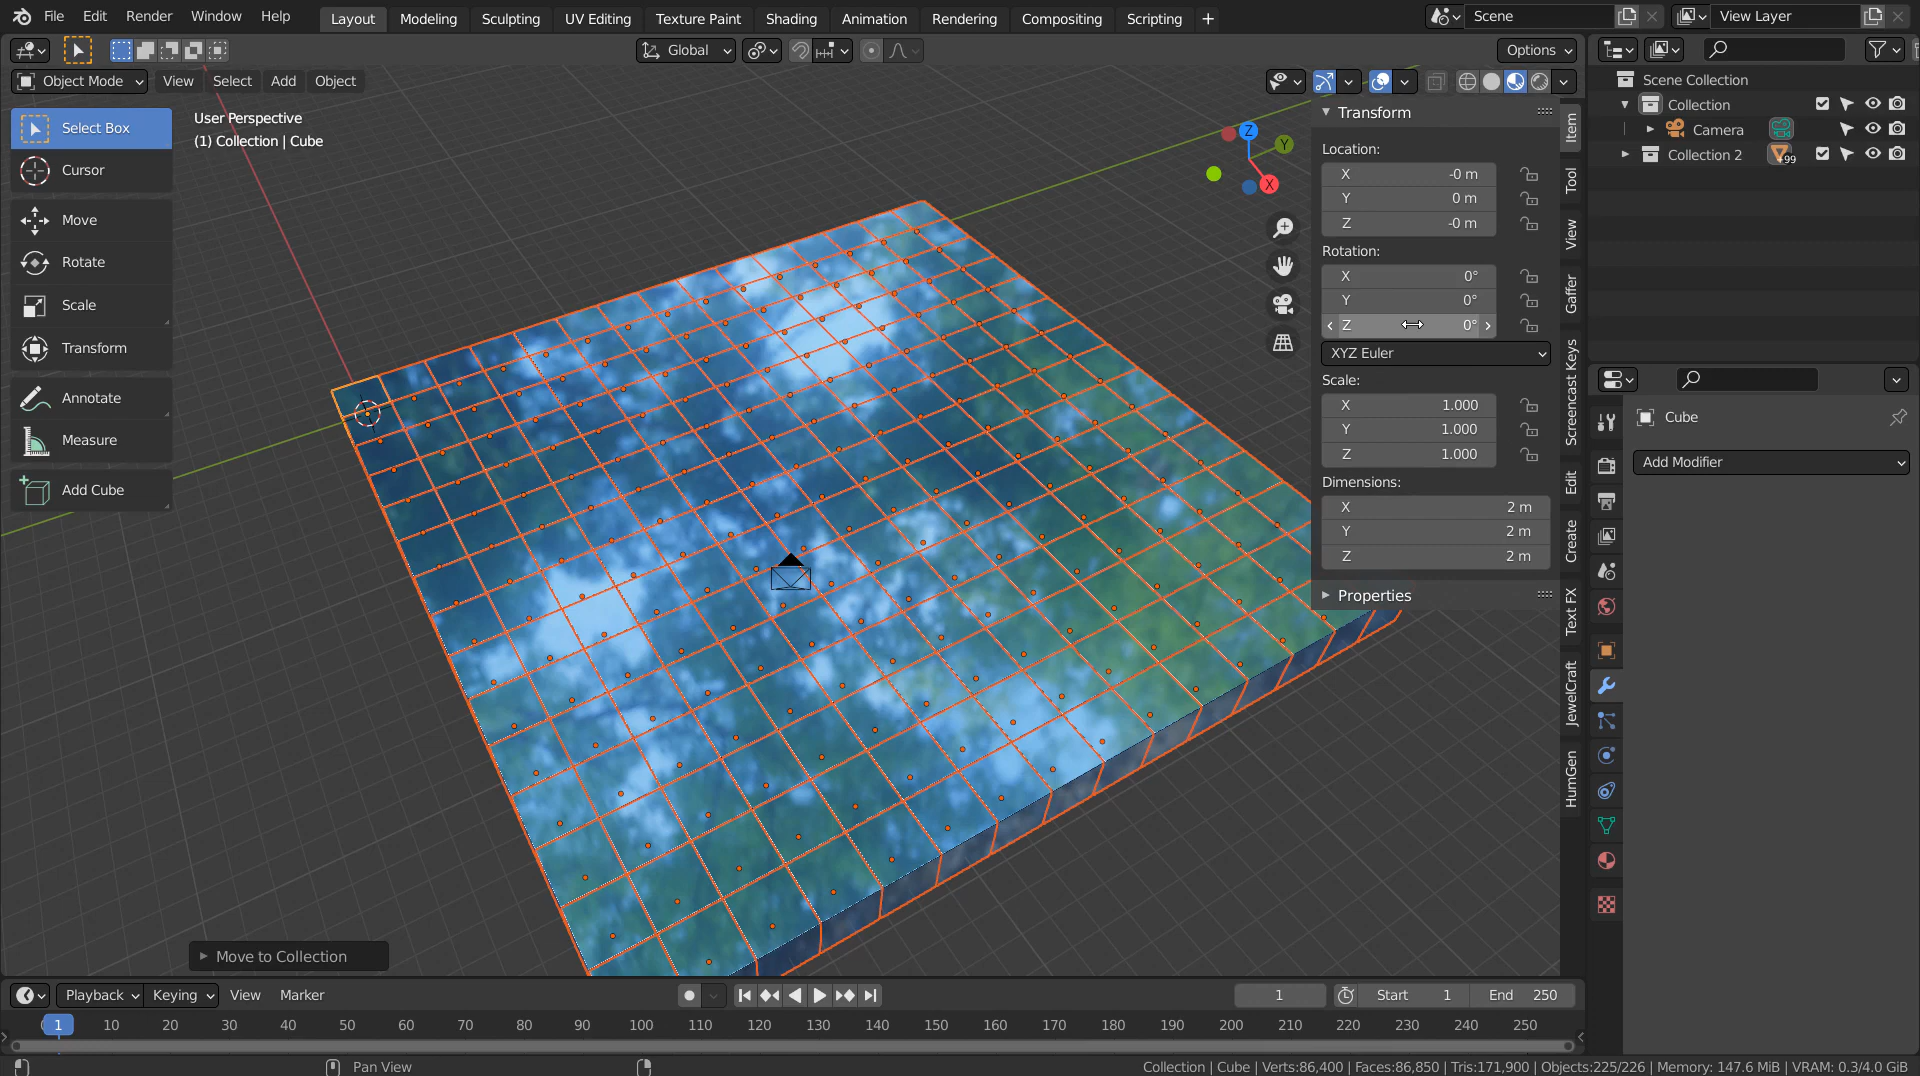 File Edit Render Window Help
Layout Modeling Sculpting UV Editing Texture Paint Shading Animation Rendering Compositing Scripting +
Scene
View Layer
Global
Options
Object Mode View Select Add Object
Select Box
Cursor
Move
Rotate
Scale
Transform
Annotate
Measure
Add Cube
User Perspective
(1) Collection | Cube
Z
Y
X
Transform
Location:
X -0 m
Y 0 m
Z -0 m
Rotation:
X 0°
Y 0°
Z 0°
XYZ Euler
Scale:
X 1.000
Y 1.000
Z 1.000
Dimensions:
X 2 m
Y 2 m
Z 2 m
Properties
Item
Tool
View
Gaffer
Screencast Keys
Edit
Create
Text FX
JewelCraft
HumGen
Scene Collection
Collection
Camera
Collection 2 +99
Cube
Add Modifier
Move to Collection
Playback Keying View Marker
1 Start 1 End 250
1 10 20 30 40 50 60 70 80 90 100 110 120 130 140 150 160 170 180 190 200 210 220 230 240 250
Pan View
Collection | Cube | Verts:86,400 | Faces:86,850 | Tris:171,900 | Objects:225/226 | Memory: 147.6 MiB | VRAM: 0.3/4.0 GiB